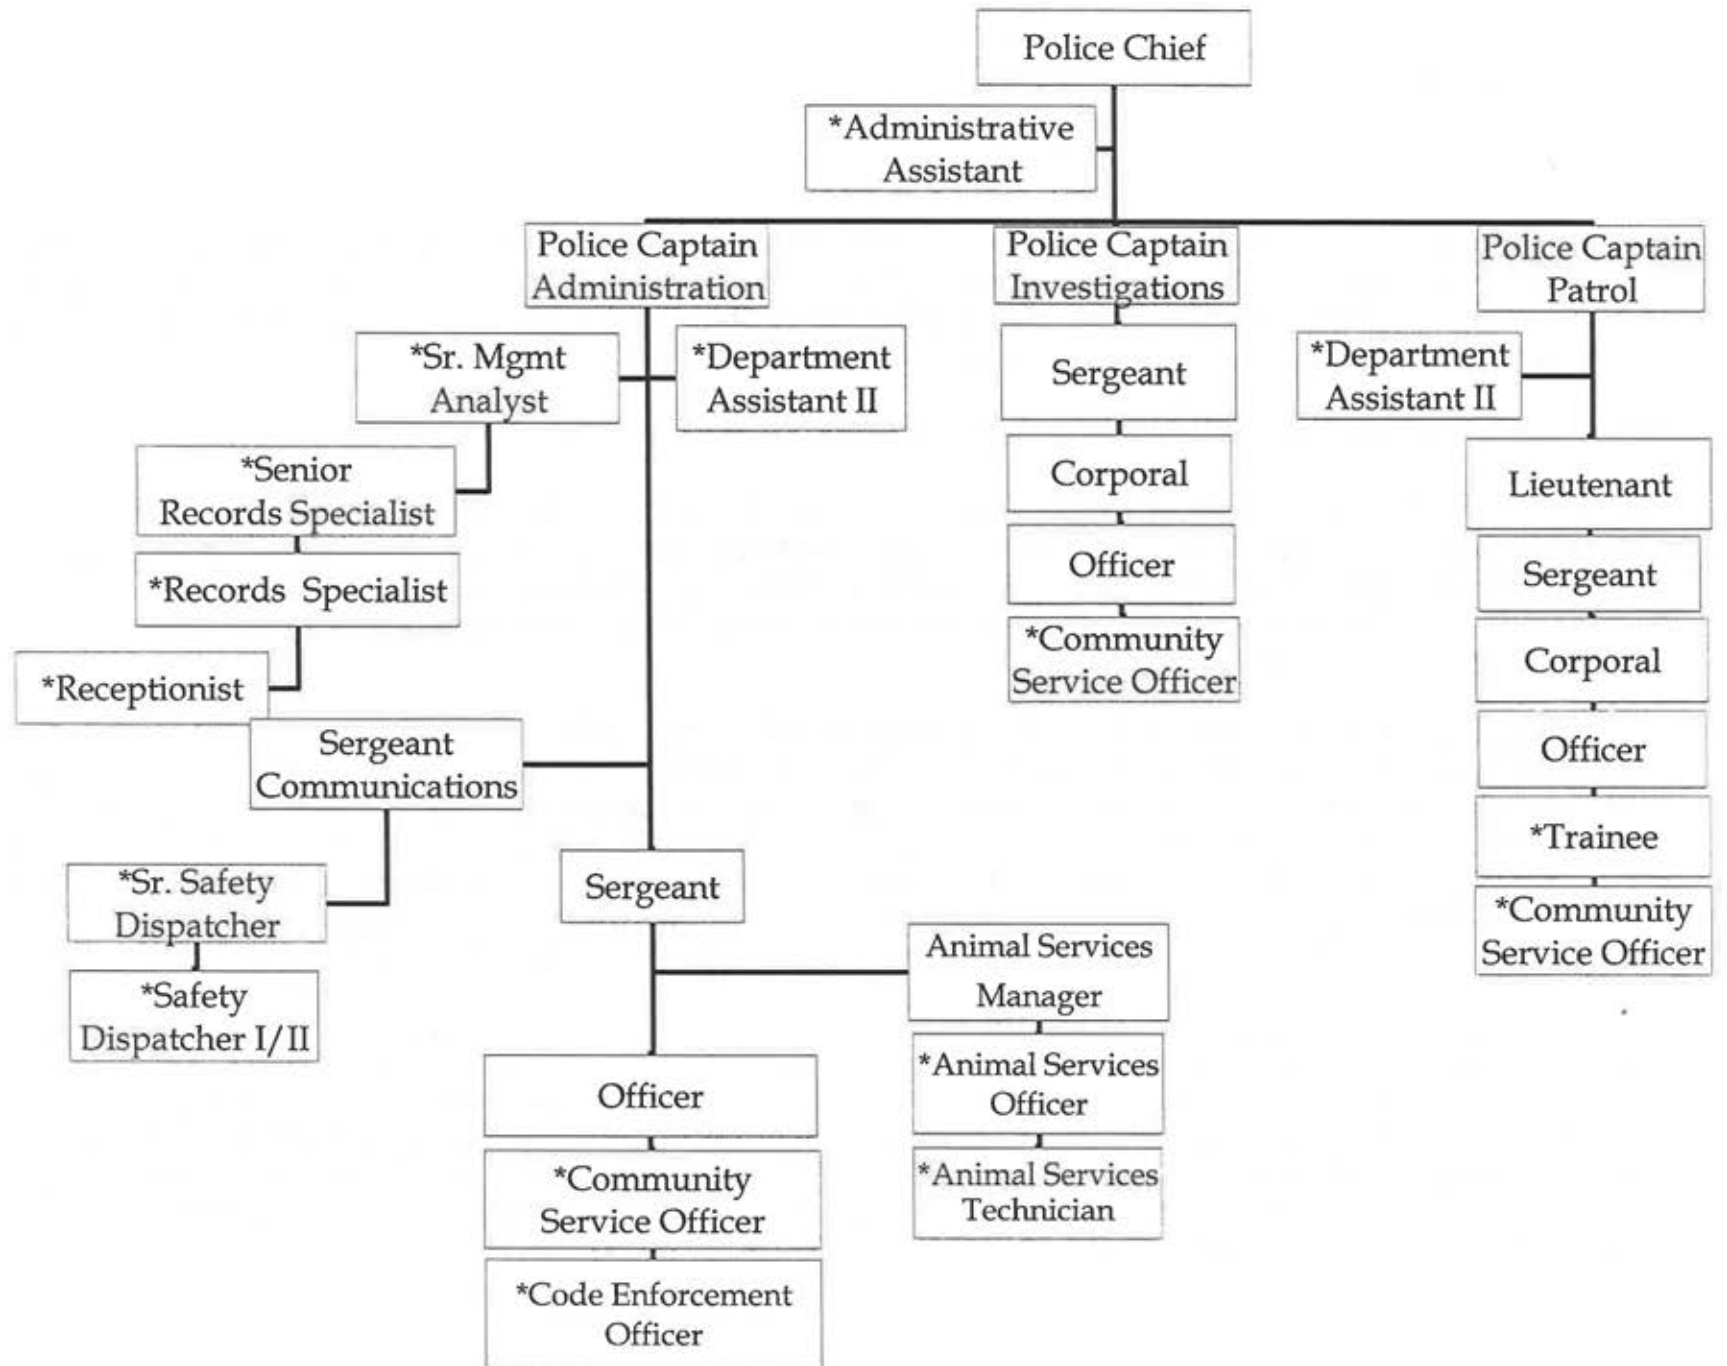 Police Chief
*Administrative
Assistant
Police Captain
Administration
Police Captain
Investigations
Police Captain
Patrol
*Sr. Mgmt
Analyst
*Department
Assistant II
Sergeant
*Department
Assistant II
*Senior
Records Specialist
Corporal
Lieutenant
*Records Specialist
Officer
Sergeant
*Receptionist
*Community
Service Officer
Corporal
Sergeant
Communications
Officer
*Sr. Safety
Dispatcher
Sergeant
*Trainee
*Safety
Dispatcher I/II
Animal Services
Manager
*Community
Service Officer
Officer
*Animal Services
Officer
*Community
Service Officer
*Animal Services
Technician
*Code Enforcement
Officer